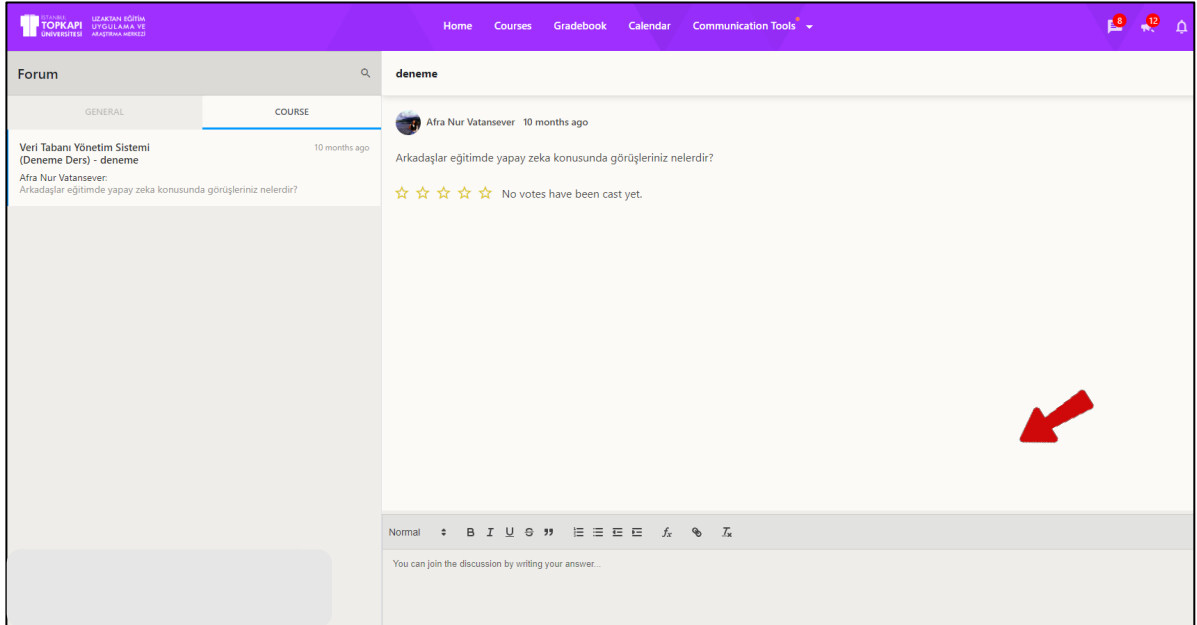 İSTANBUL
TOPKAPI
ÜNİVERSİTESİ
UZAKTAN EĞİTİM
UYGULAMA VE
ARAŞTIRMA MERKEZİ
Home Courses Gradebook Calendar Communication Tools
8 12
Forum
GENERAL COURSE
Veri Tabanı Yönetim Sistemi
(Deneme Ders) - deneme
10 months ago
Afra Nur Vatansever:
Arkadaşlar eğitimde yapay zeka konusunda görüşleriniz nelerdir?
deneme
Afra Nur Vatansever 10 months ago
Arkadaşlar eğitimde yapay zeka konusunda görüşleriniz nelerdir?
No votes have been cast yet.
Normal B I U S fx Tx
You can join the discussion by writing your answer...